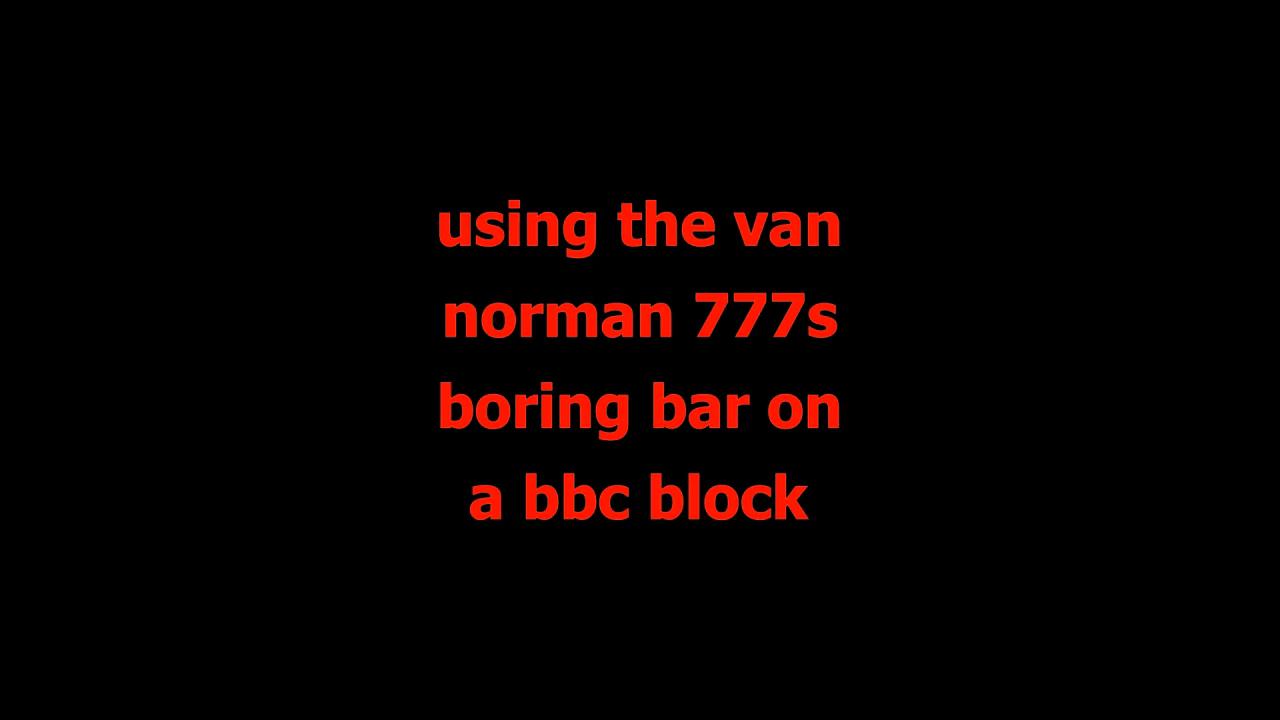 using the van
norman 777s
boring bar on
a bbc block